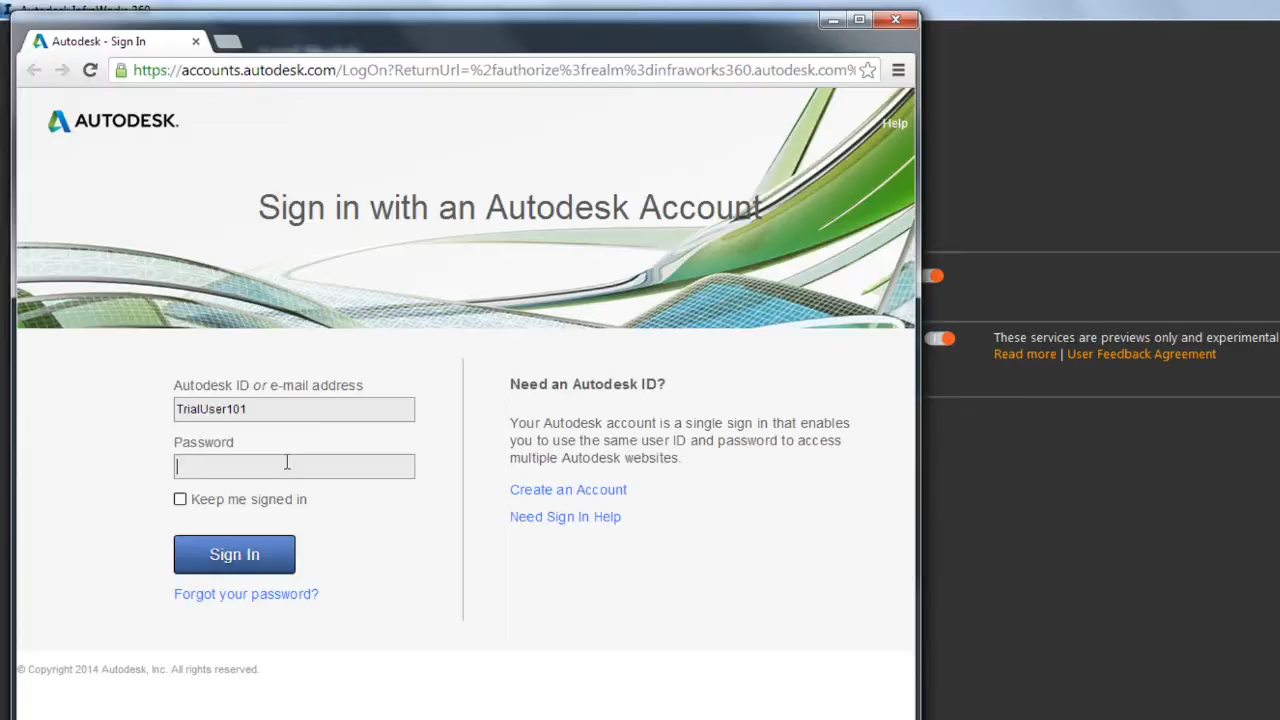 Autodesk InfraWorks 360
Autodesk - Sign In
https://accounts.autodesk.com/LogOn?ReturnUrl=%2fauthorize%3frealm%3dinfraworks360.autodesk.com%
AUTODESK.
Help
Sign in with an Autodesk Account
Autodesk ID or e-mail address
TrialUser101
Password
Keep me signed in
Sign In
Forgot your password?
Need an Autodesk ID?
Your Autodesk account is a single sign in that enables
you to use the same user ID and password to access
multiple Autodesk websites.
Create an Account
Need Sign In Help
© Copyright 2014 Autodesk, Inc. All rights reserved.
These services are previews only and experimental
Read more | User Feedback Agreement